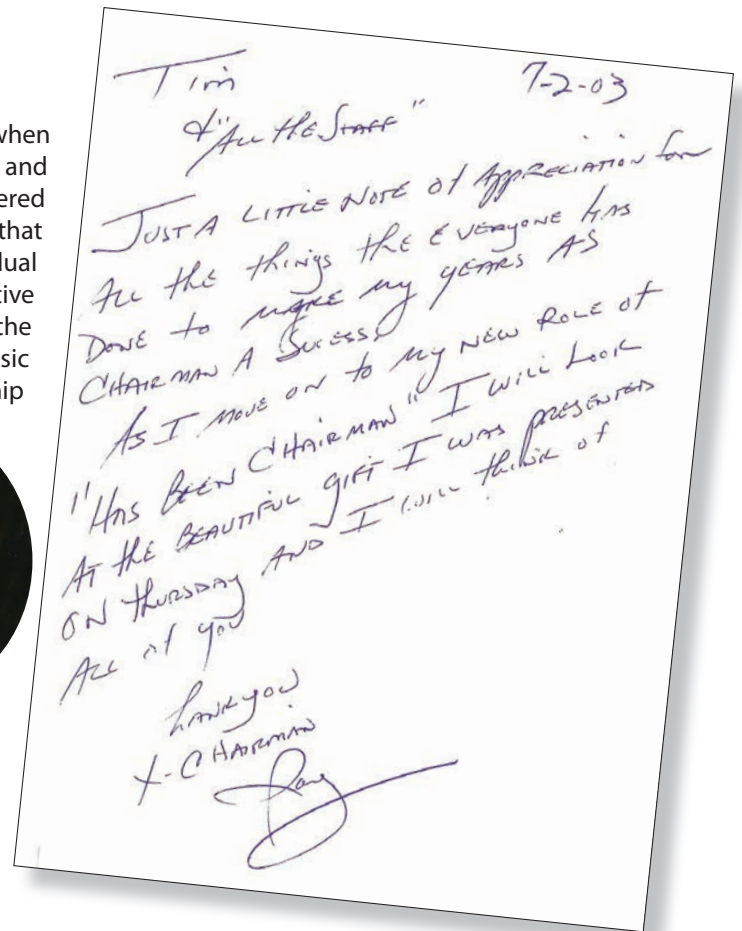 when
and
ered
that
dual
tive
the
sic
hip
Tim 7-2-03
& "All the Staff"
Just a little note of appreciation for
all the things the everyone has
done to make my years as
chairman a sucess
As I move on to my new role of
"Has Been Chairman" I will look
at the beautiful gift I was presented
on Thursday and I will think of
all of you
Thank you
X-Chairman